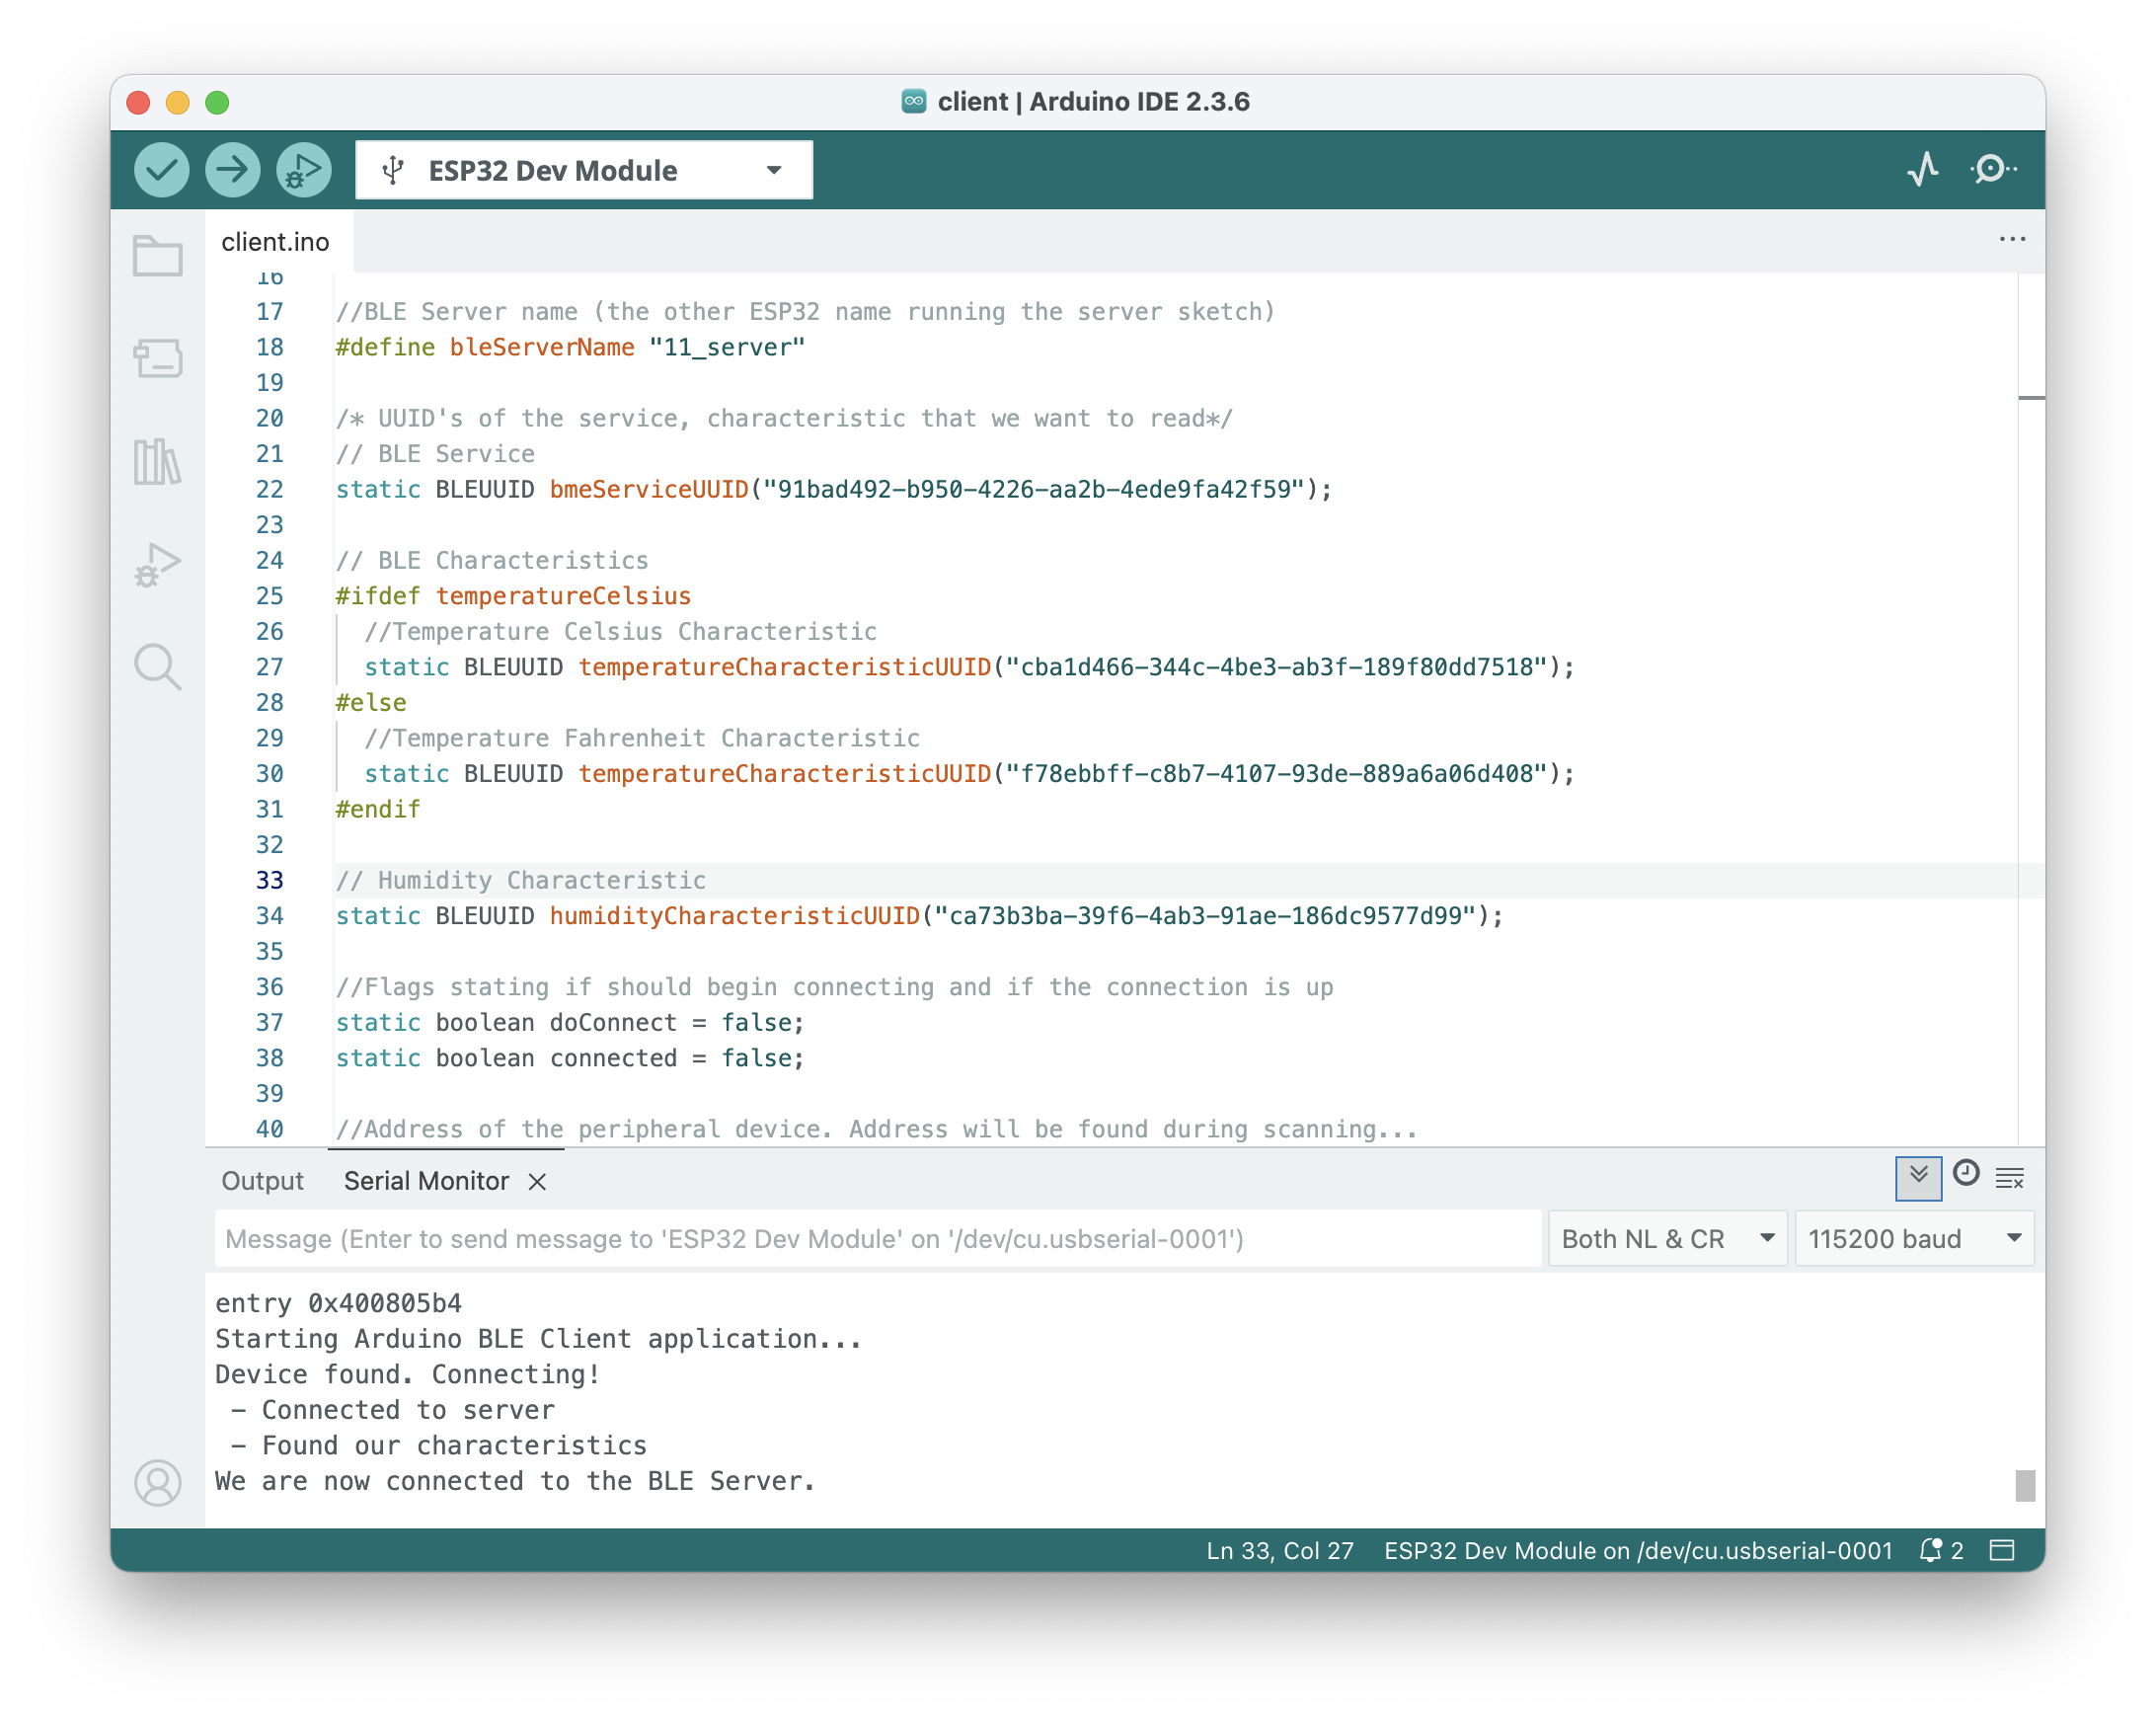 client | Arduino IDE 2.3.6
ESP32 Dev Module
client.ino
16
17 //BLE Server name (the other ESP32 name running the server sketch)
18 #define bleServerName "11_server"
19
20 /* UUID's of the service, characteristic that we want to read*/
21 // BLE Service
22 static BLEUUID bmeServiceUUID("91bad492-b950-4226-aa2b-4ede9fa42f59");
23
24 // BLE Characteristics
25 #ifdef temperatureCelsius
26 //Temperature Celsius Characteristic
27 static BLEUUID temperatureCharacteristicUUID("cba1d466-344c-4be3-ab3f-189f80dd7518");
28 #else
29 //Temperature Fahrenheit Characteristic
30 static BLEUUID temperatureCharacteristicUUID("f78ebbff-c8b7-4107-93de-889a6a06d408");
31 #endif
32
33 // Humidity Characteristic
34 static BLEUUID humidityCharacteristicUUID("ca73b3ba-39f6-4ab3-91ae-186dc9577d99");
35
36 //Flags stating if should begin connecting and if the connection is up
37 static boolean doConnect = false;
38 static boolean connected = false;
39
40 //Address of the peripheral device. Address will be found during scanning...
Output Serial Monitor
Message (Enter to send message to 'ESP32 Dev Module' on '/dev/cu.usbserial-0001') Both NL & CR 115200 baud
entry 0x400805b4
Starting Arduino BLE Client application...
Device found. Connecting!
- Connected to server
- Found our characteristics
We are now connected to the BLE Server.
Ln 33, Col 27 ESP32 Dev Module on /dev/cu.usbserial-0001 2